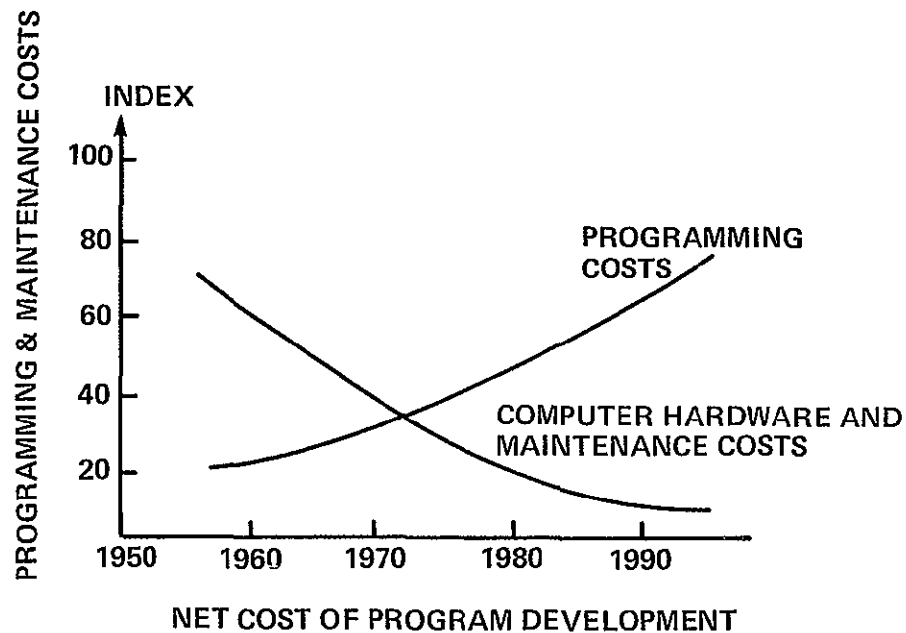 PROGRAMMING & MAINTENANCE COSTS
INDEX
100
80
60
40
20
PROGRAMMING
COSTS
COMPUTER HARDWARE AND
MAINTENANCE COSTS
1950 1960 1970 1980 1990
NET COST OF PROGRAM DEVELOPMENT